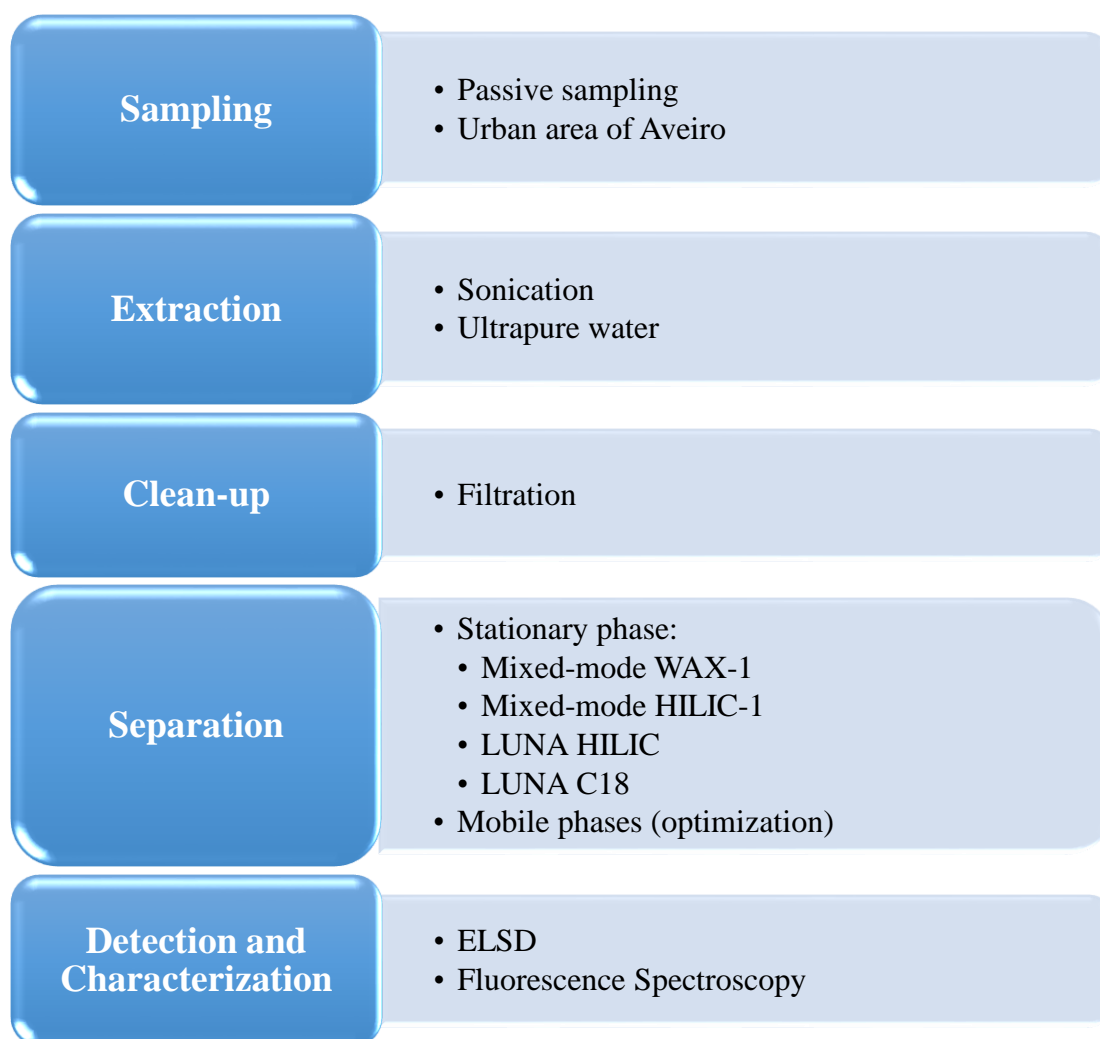 Sampling
• Passive sampling
• Urban area of Aveiro
Extraction
• Sonication
• Ultrapure water
Clean-up
• Filtration
Separation
• Stationary phase:
• Mixed-mode WAX-1
• Mixed-mode HILIC-1
• LUNA HILIC
• LUNA C18
• Mobile phases (optimization)
Detection and
Characterization
• ELSD
• Fluorescence Spectroscopy